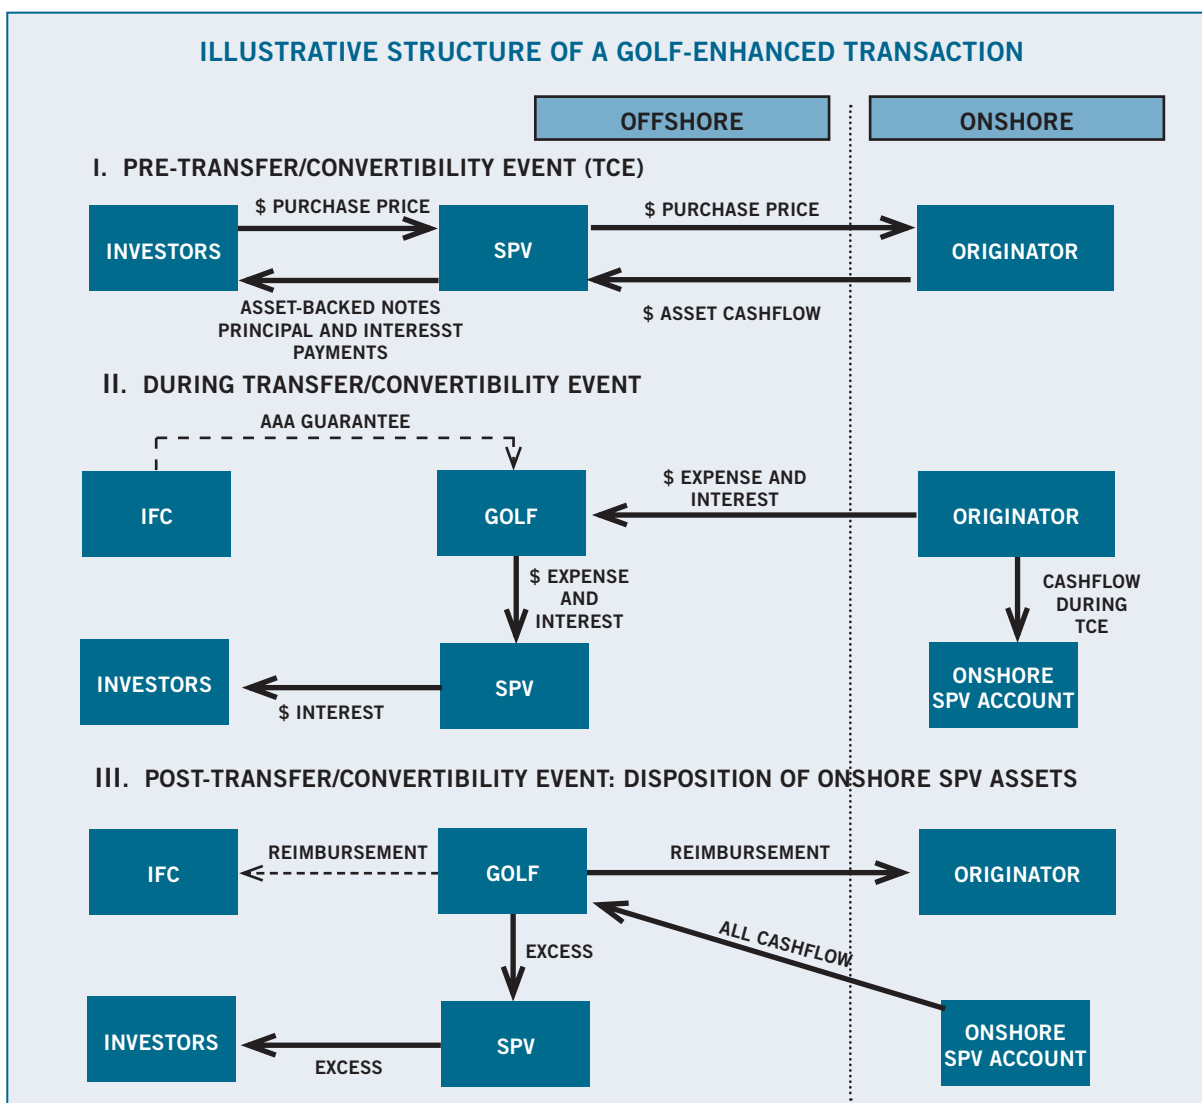 ILLUSTRATIVE STRUCTURE OF A GOLF-ENHANCED TRANSACTION
OFFSHORE
ONSHORE
I. PRE-TRANSFER/CONVERTIBILITY EVENT (TCE)
$ PURCHASE PRICE
$ PURCHASE PRICE
INVESTORS
SPV
ORIGINATOR
ASSET-BACKED NOTES
PRINCIPAL AND INTERESST
PAYMENTS
$ ASSET CASHFLOW
II. DURING TRANSFER/CONVERTIBILITY EVENT
AAA GUARANTEE
IFC
GOLF
$ EXPENSE AND
INTEREST
ORIGINATOR
$ EXPENSE
AND
INTEREST
CASHFLOW
DURING
TCE
INVESTORS
$ INTEREST
SPV
ONSHORE
SPV ACCOUNT
III. POST-TRANSFER/CONVERTIBILITY EVENT: DISPOSITION OF ONSHORE SPV ASSETS
IFC
REIMBURSEMENT
GOLF
REIMBURSEMENT
ORIGINATOR
EXCESS
ALL CASHFLOW
INVESTORS
EXCESS
SPV
ONSHORE
SPV ACCOUNT